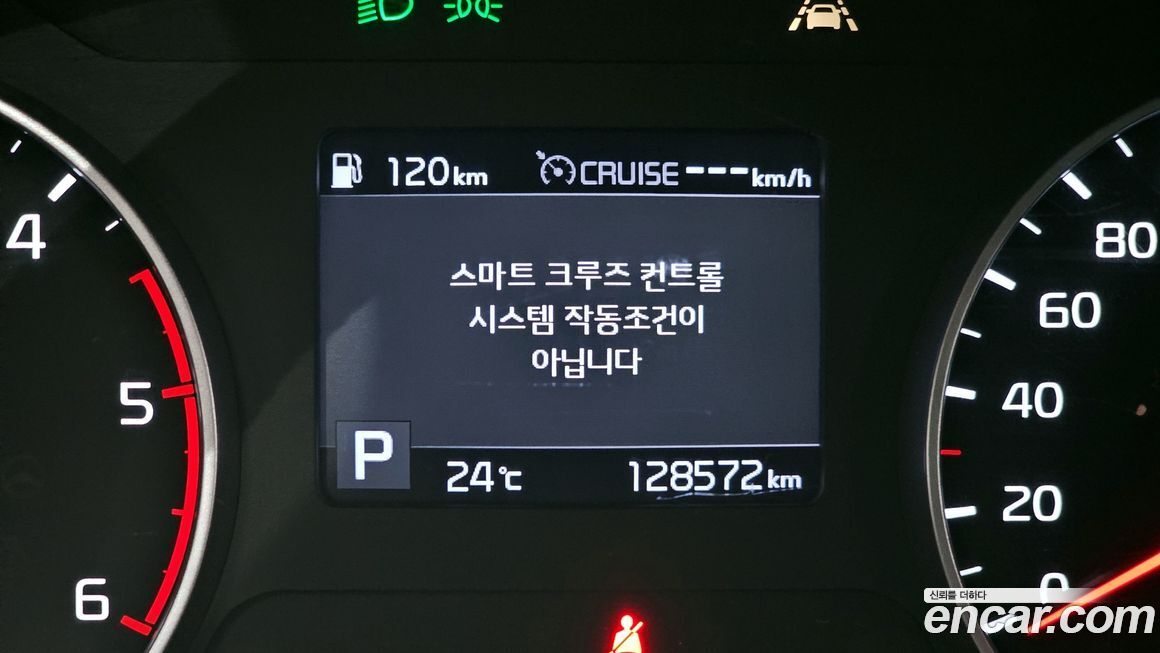 120km CRUISE ---km/h
스마트 크루즈 컨트롤
시스템 작동조건이
아닙니다
P
24℃ 128572km
4
5
6
80
60
40
20
0
신뢰를 더하다
encar.com